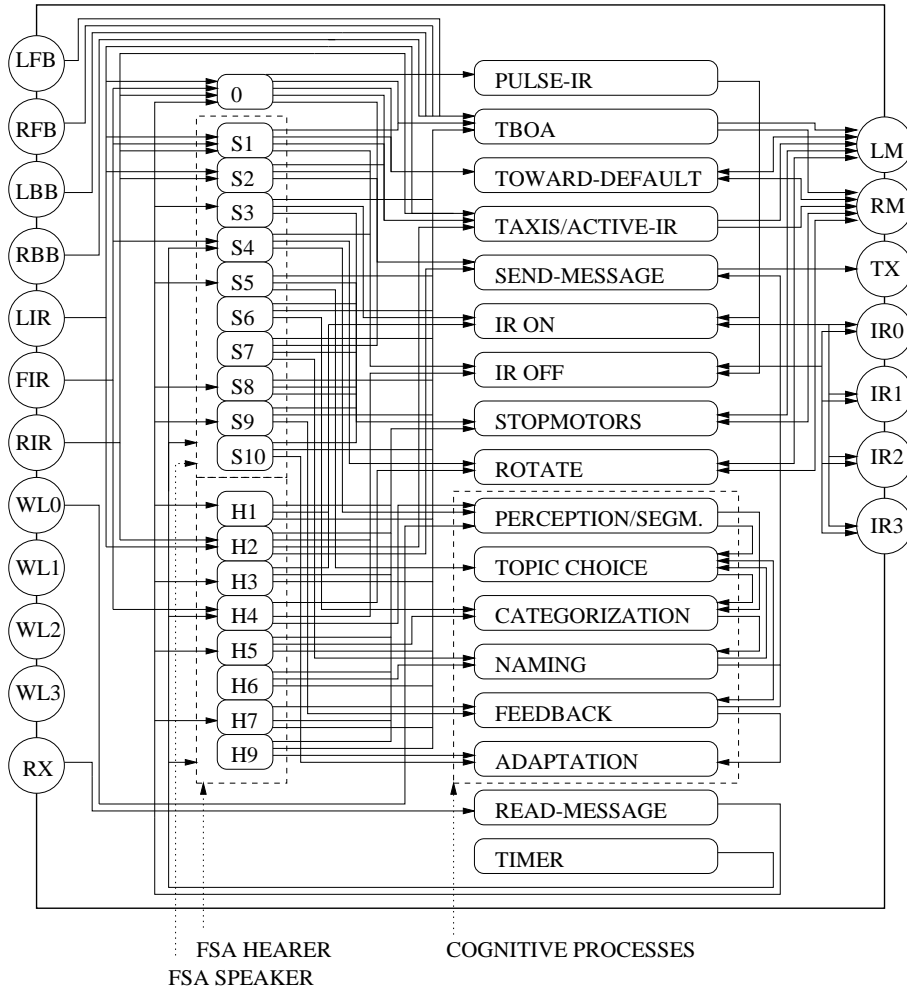 LFB
RFB
LBB
RBB
LIR
FIR
RIR
WL0
WL1
WL2
WL3
RX
0
S1
S2
S3
S4
S5
S6
S7
S8
S9
S10
H1
H2
H3
H4
H5
H6
H7
H9
PULSE-IR
TBOA
TOWARD-DEFAULT
TAXIS/ACTIVE-IR
SEND-MESSAGE
IR ON
IR OFF
STOPMOTORS
ROTATE
PERCEPTION/SEGM.
TOPIC CHOICE
CATEGORIZATION
NAMING
FEEDBACK
ADAPTATION
READ-MESSAGE
TIMER
LM
RM
TX
IR0
IR1
IR2
IR3
FSA HEARER
FSA SPEAKER
COGNITIVE PROCESSES